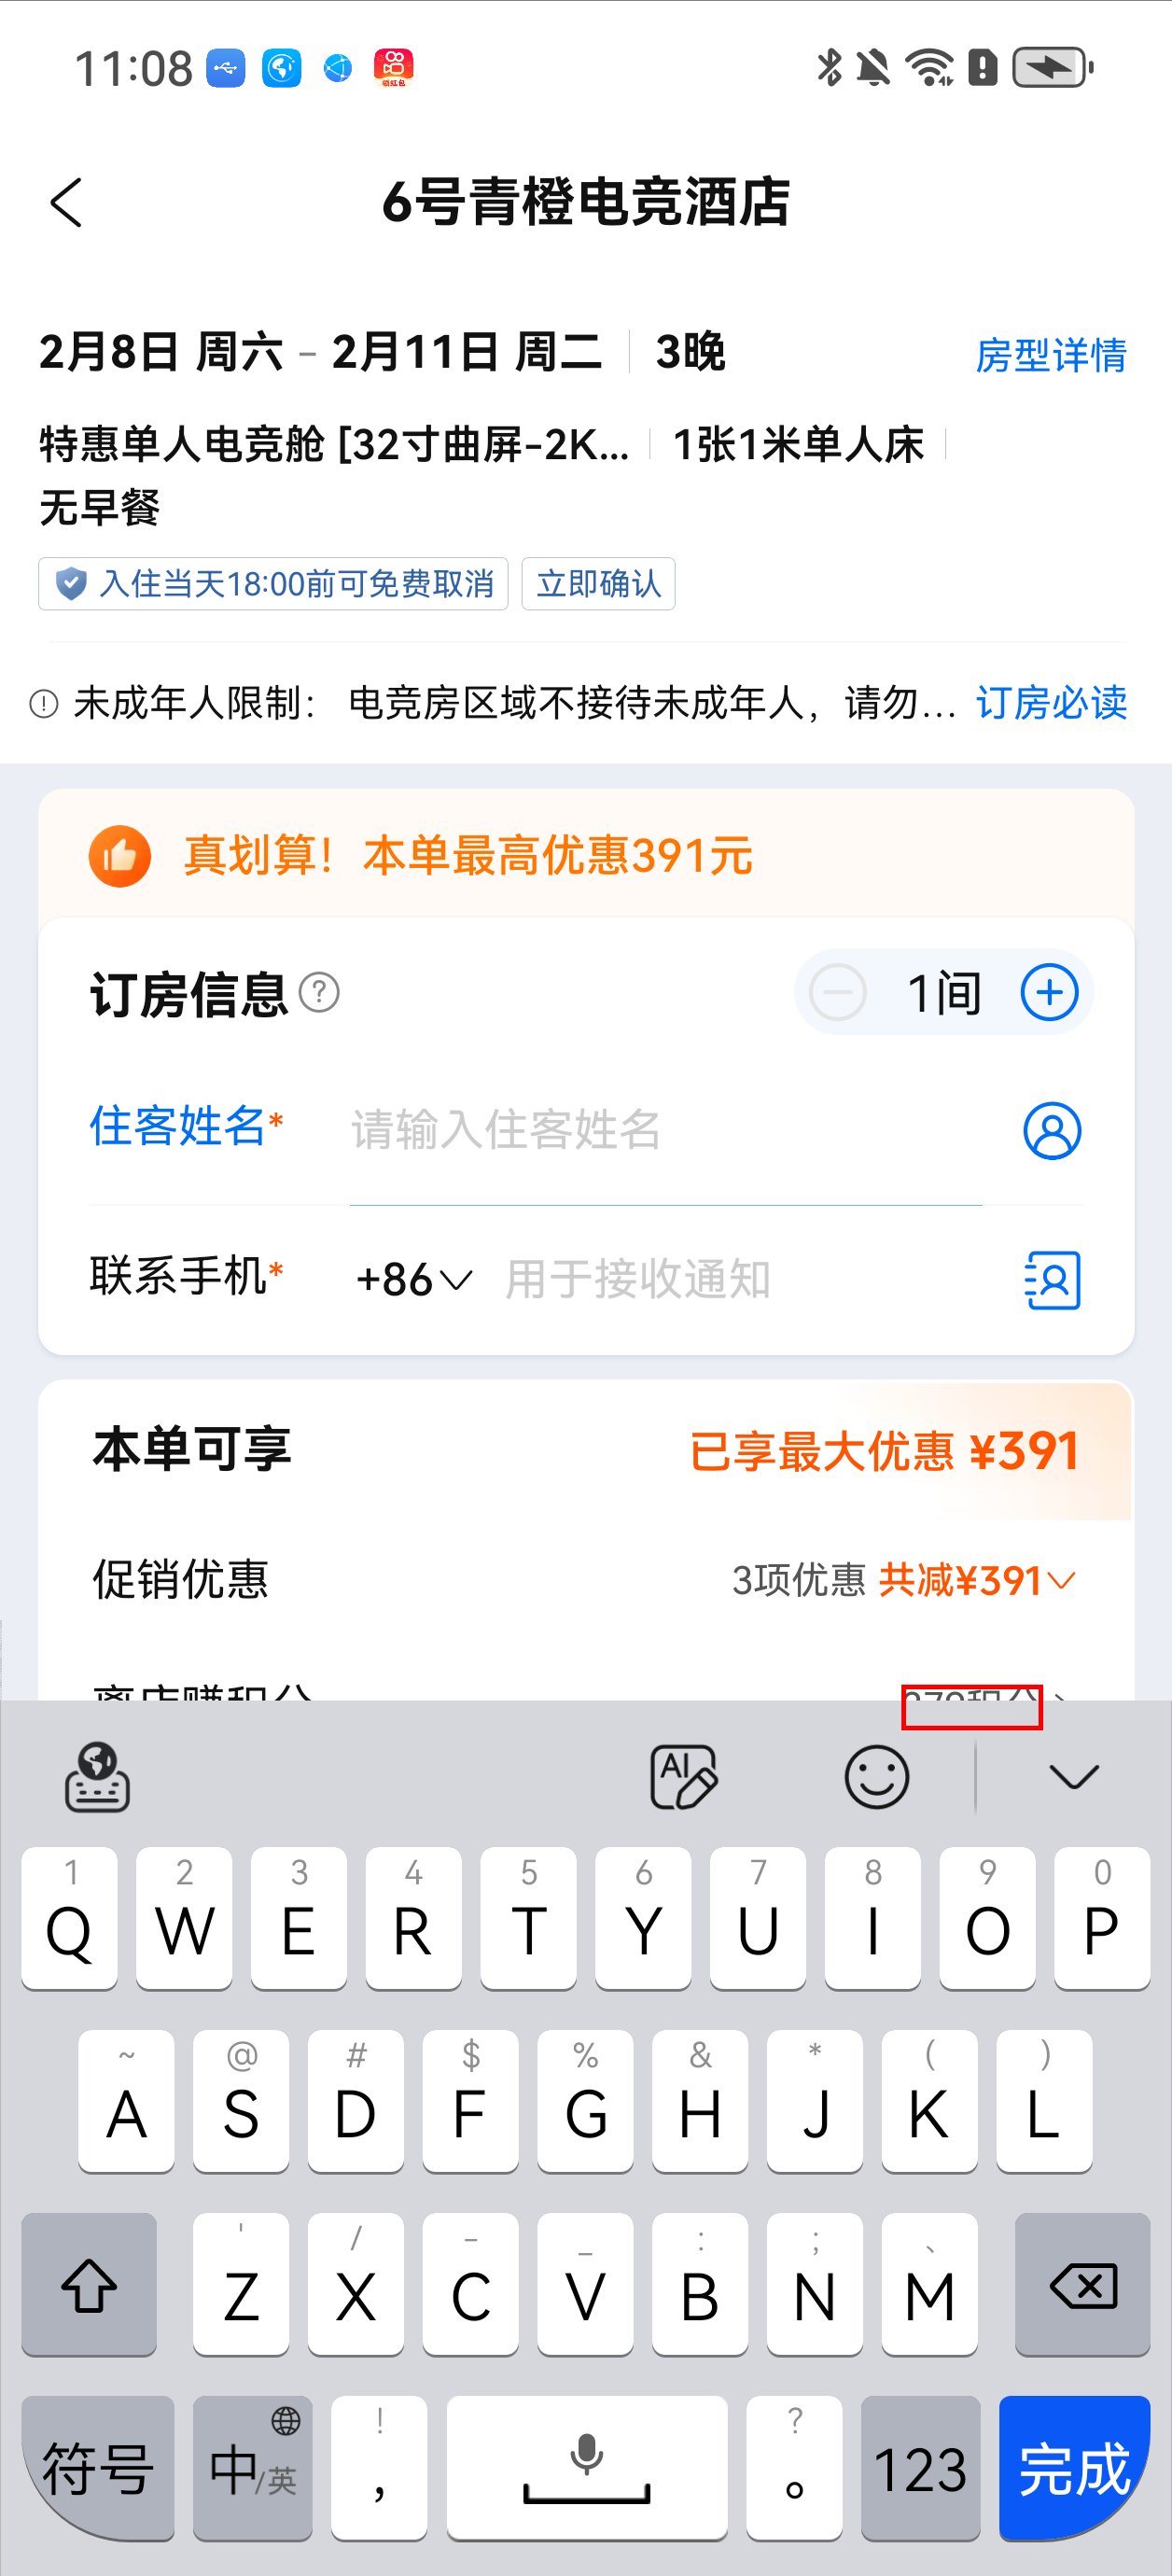 11:08
领红包
6号青橙电竞酒店
2月8日 周六 - 2月11日 周二 3晚 房型详情
特惠单人电竞舱 [32寸曲屏-2K... 1张1米单人床
无早餐
入住当天18:00前可免费取消 立即确认
未成年人限制： 电竞房区域不接待未成年人，请勿... 订房必读
真划算！本单最高优惠391元
订房信息 ? 1间
住客姓名* 请输入住客姓名
联系手机* +86 用于接收通知
本单可享 已享最大优惠 ¥391
促销优惠 3项优惠 共减¥391
AI
1 2 3 4 5 6 7 8 9 0
Q W E R T Y U I O P
~ @ # $ % & * ( )
A S D F G H J K L
' / - _ : ; 、
Z X C V B N M
符号 中/英 ! ， ? 。 123 完成